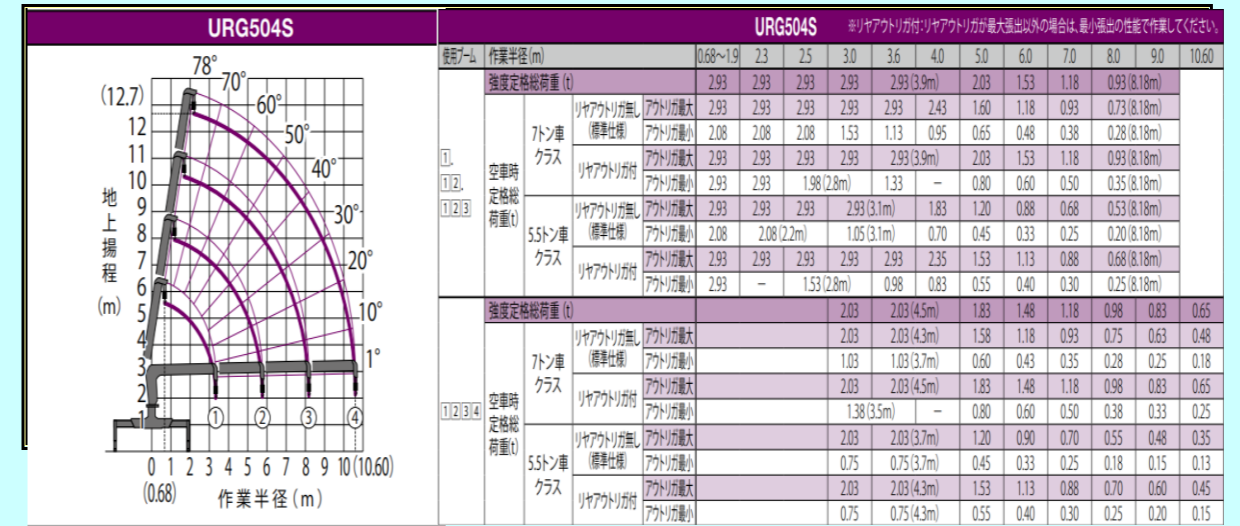 URG504S
78°
70°
60°
50°
40°
30°
20°
10°
1°
(12.7)
12
11
10
9
8
7
6
5
4
3
2
1
地上揚程(m)
① ② ③ ④
0 1 2 3 4 5 6 7 8 9 10 (10.60)
(0.68)
作業半径(m)
URG504S ※リヤアウトリガ付:リヤアウトリガが最大張出以外の場合は、最小張出の性能で作業してください。
使用ブーム 作業半径(m) 0.68〜1.9 2.3 2.5 3.0 3.6 4.0 5.0 6.0 7.0 8.0 9.0 10.60
1. 12. 123
強度定格総荷重(t) 2.93 2.93 2.93 2.93 2.93(3.9m) 2.03 1.53 1.18 0.93(8.18m)
空車時定格総荷重(t)
7トン車クラス
リヤアウトリガ無し(標準仕様)
アウトリガ最大 2.93 2.93 2.93 2.93 2.93 2.43 1.60 1.18 0.93 0.73(8.18m)
アウトリガ最小 2.08 2.08 2.08 1.53 1.13 0.95 0.65 0.48 0.38 0.28(8.18m)
リヤアウトリガ付
アウトリガ最大 2.93 2.93 2.93 2.93 2.93(3.9m) 2.03 1.53 1.18 0.93(8.18m)
アウトリガ最小 2.93 2.93 1.98(2.8m) 1.33 − 0.80 0.60 0.50 0.35(8.18m)
5.5トン車クラス
リヤアウトリガ無し(標準仕様)
アウトリガ最大 2.93 2.93 2.93 2.93(3.1m) 1.83 1.20 0.88 0.68 0.53(8.18m)
アウトリガ最小 2.08 2.08(2.2m) 1.05(3.1m) 0.70 0.45 0.33 0.25 0.20(8.18m)
リヤアウトリガ付
アウトリガ最大 2.93 2.93 2.93 2.93 2.93 2.35 1.53 1.13 0.88 0.68(8.18m)
アウトリガ最小 2.93 − 1.53(2.8m) 0.98 0.83 0.55 0.40 0.30 0.25(8.18m)
1234
強度定格総荷重(t) 2.03 2.03(4.5m) 1.83 1.48 1.18 0.98 0.83 0.65
空車時定格総荷重(t)
7トン車クラス
リヤアウトリガ無し(標準仕様)
アウトリガ最大 2.03 2.03(4.3m) 1.58 1.18 0.93 0.75 0.63 0.48
アウトリガ最小 1.03 1.03(3.7m) 0.60 0.43 0.35 0.28 0.25 0.18
リヤアウトリガ付
アウトリガ最大 2.03 2.03(4.5m) 1.83 1.48 1.18 0.98 0.83 0.65
アウトリガ最小 1.38(3.5m) − 0.80 0.60 0.50 0.38 0.33 0.25
5.5トン車クラス
リヤアウトリガ無し(標準仕様)
アウトリガ最大 2.03 2.03(3.7m) 1.20 0.90 0.70 0.55 0.48 0.35
アウトリガ最小 0.75 0.75(3.7m) 0.45 0.33 0.25 0.18 0.15 0.13
リヤアウトリガ付
アウトリガ最大 2.03 2.03(4.3m) 1.53 1.13 0.88 0.70 0.60 0.45
アウトリガ最小 0.75 0.75(4.3m) 0.55 0.40 0.30 0.25 0.20 0.15